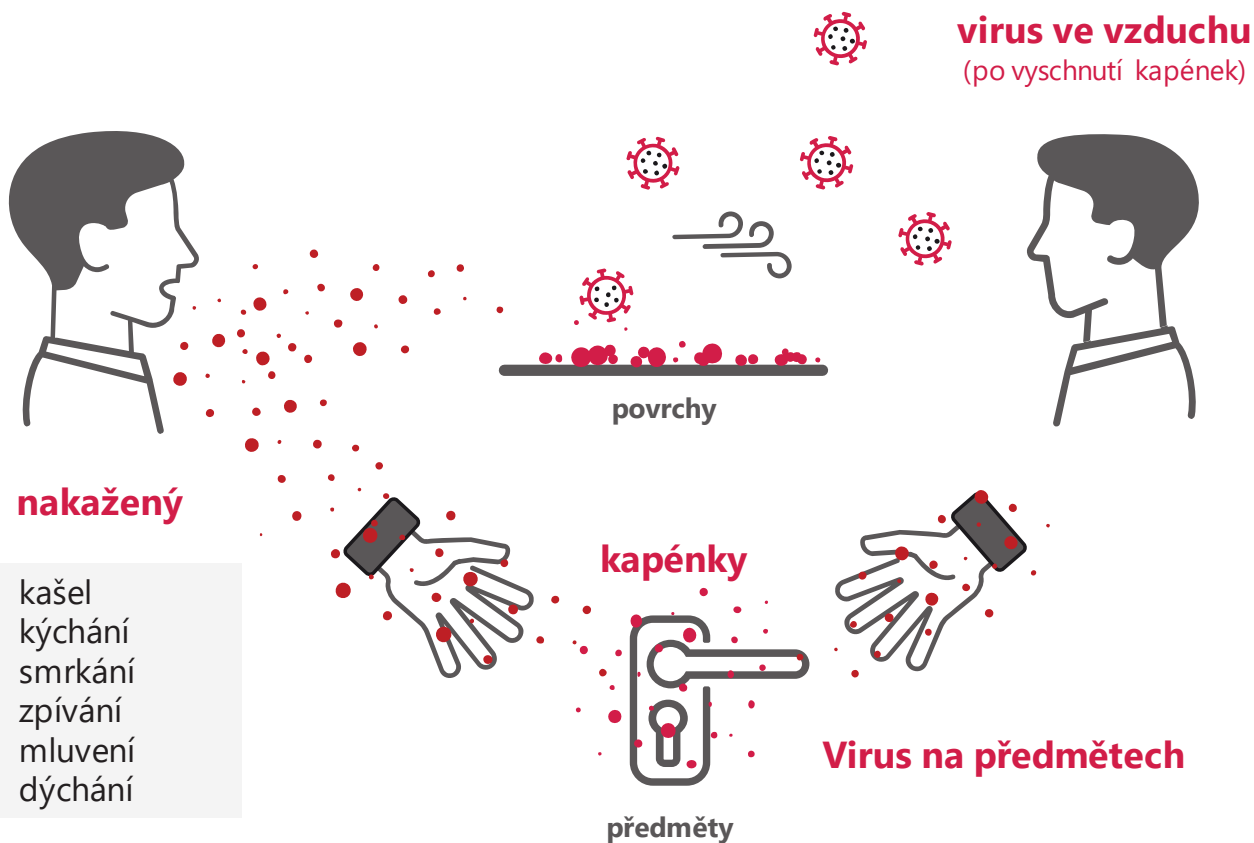 virus ve vzduchu
(po vyschnutí kapének)
povrchy
nakažený
kašel
kýchání
smrkání
zpívání
mluvení
dýchání
kapénky
Virus na předmětech
předměty